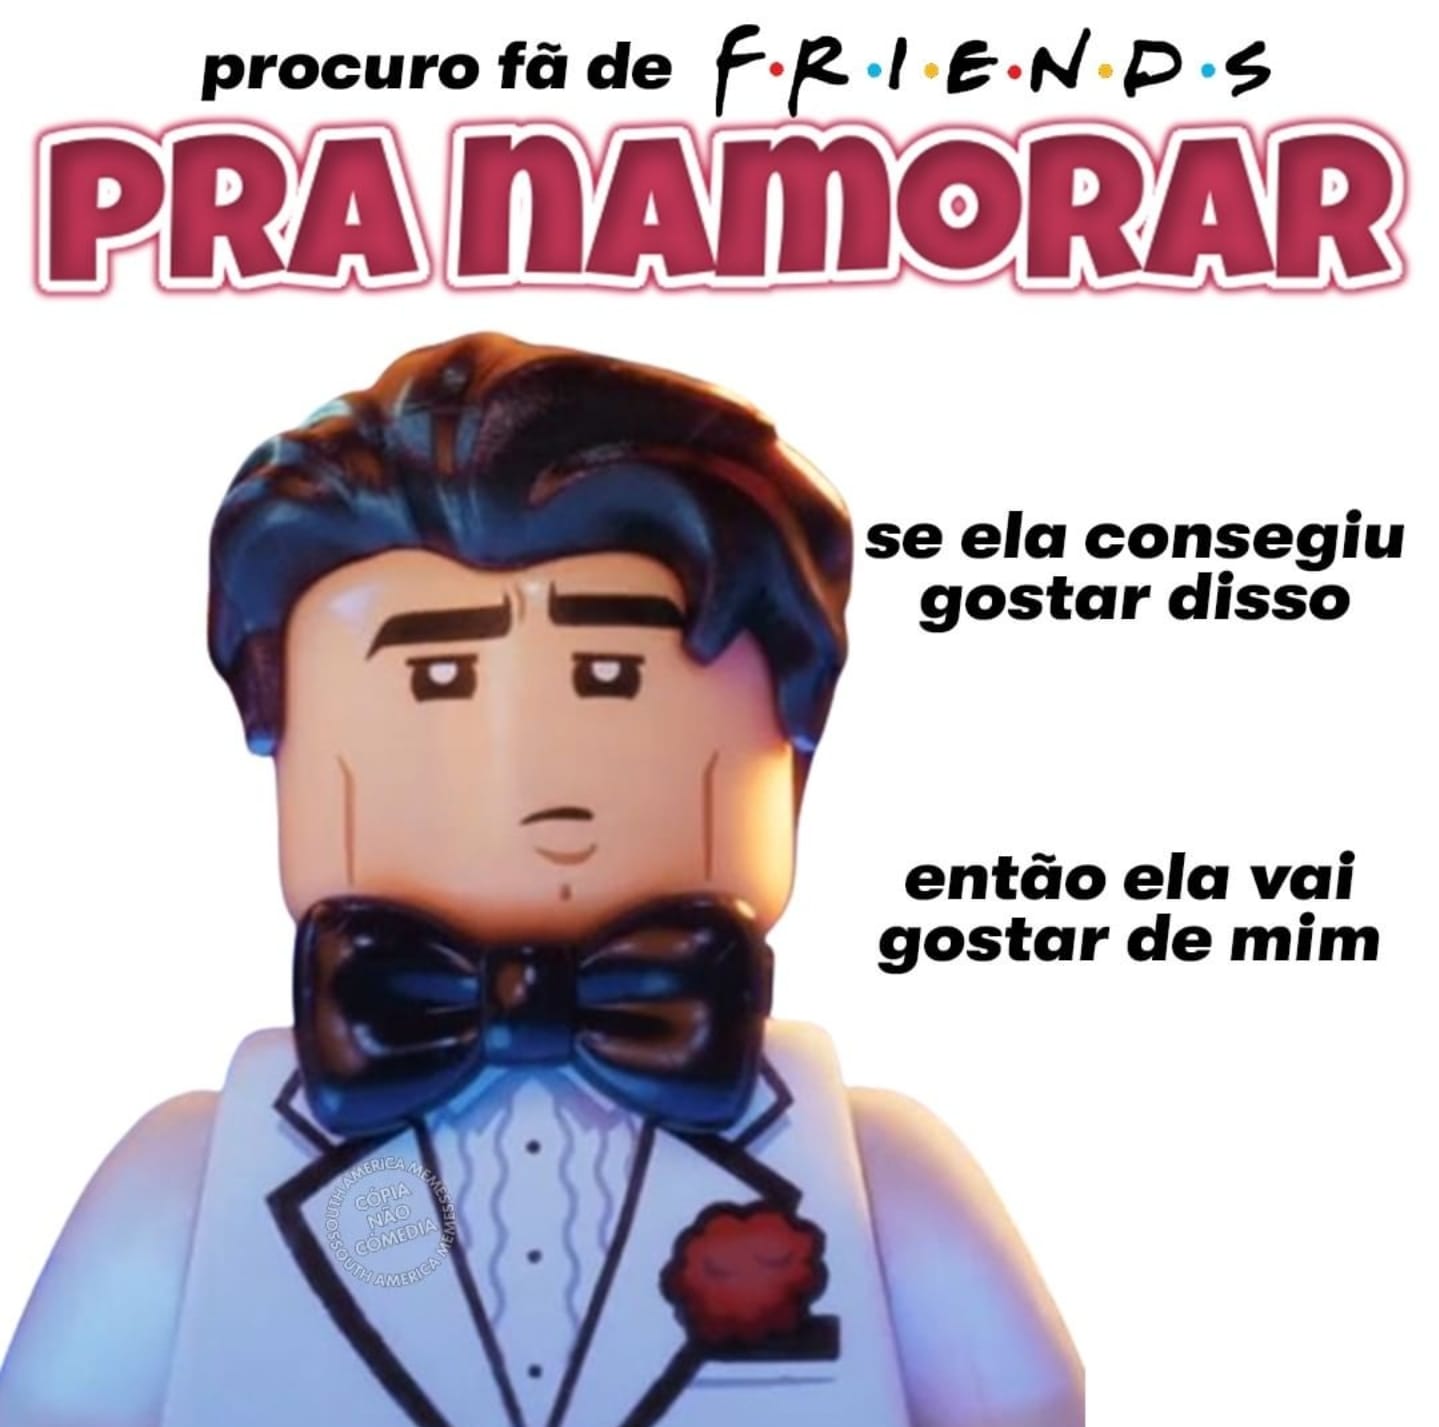 procuro fã de F·R·I·E·N·D·S
PRA NAMORAR
se ela consegiu
gostar disso
então ela vai
gostar de mim
SOUTH AMERICA MEMES
CÓPIA
NÃO
COMÉDIA
SOUTH AMERICA MEMES